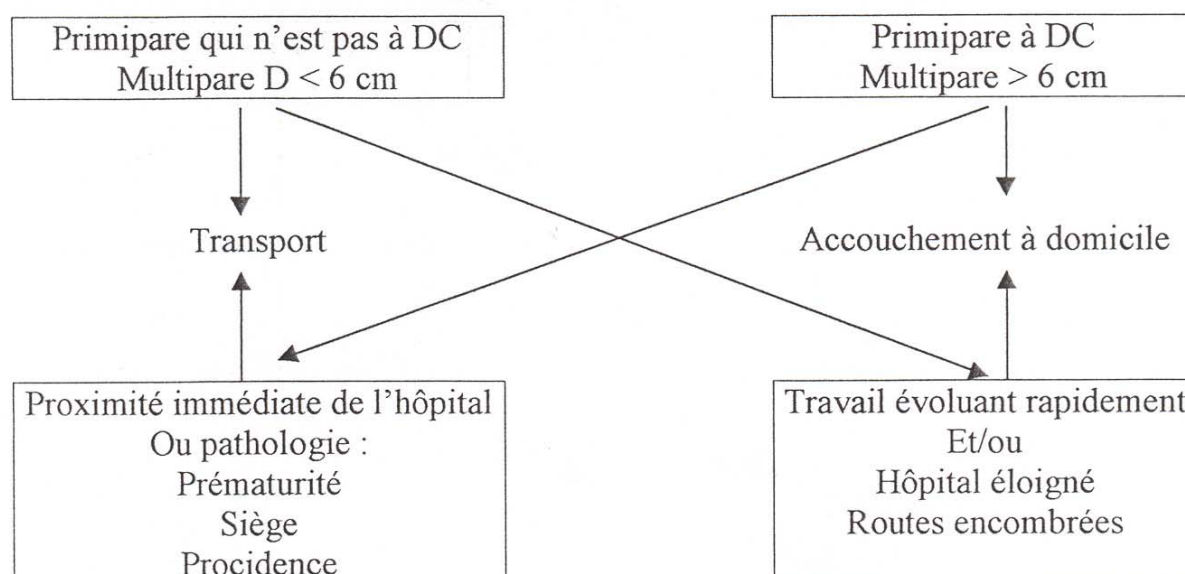 Primipare qui n'est pas à DC
Multipare D < 6 cm
Primipare à DC
Multipare > 6 cm
Transport
Accouchement à domicile
Proximité immédiate de l'hôpital
Ou pathologie :
Prématurité
Siège
Procidence
Travail évoluant rapidement
Et/ou
Hôpital éloigné
Routes encombrées